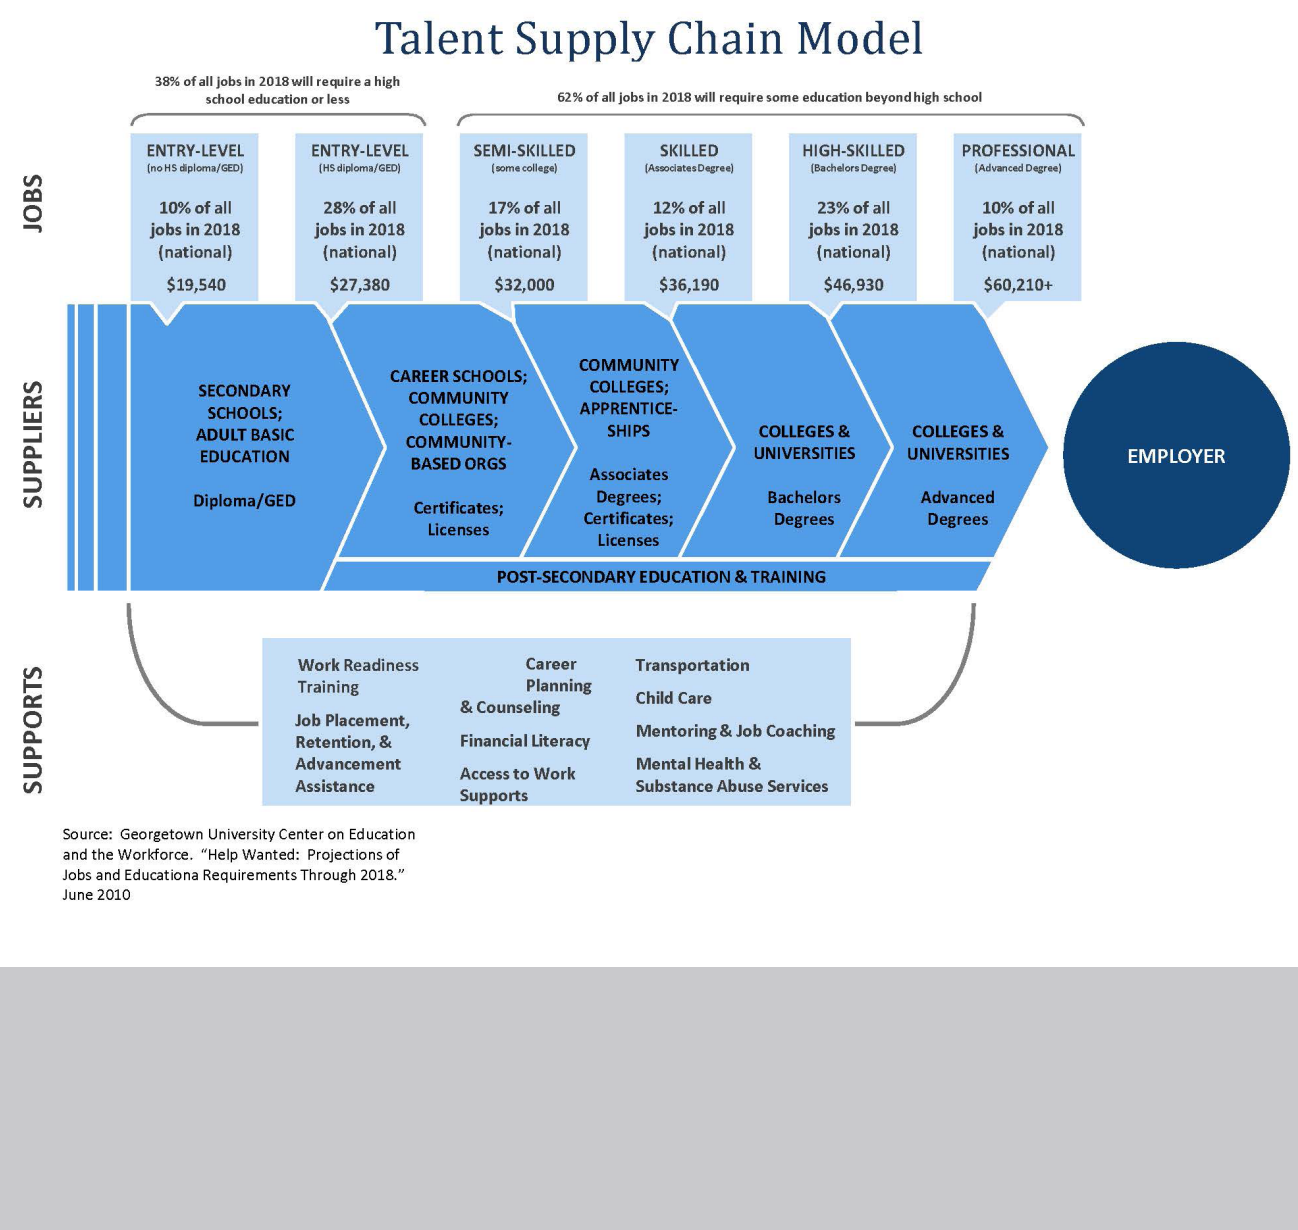 Talent Supply Chain Model
38% of all jobs in 2018 will require a high
school education or less
62% of all jobs in 2018 will require some education beyond high school
JOBS
ENTRY-LEVEL
(no HS diploma/GED)
10% of all
jobs in 2018
(national)
$19,540
ENTRY-LEVEL
(HS diploma/GED)
28% of all
jobs in 2018
(national)
$27,380
SEMI-SKILLED
(some college)
17% of all
jobs in 2018
(national)
$32,000
SKILLED
(Associates Degree)
12% of all
jobs in 2018
(national)
$36,190
HIGH-SKILLED
(Bachelors Degree)
23% of all
jobs in 2018
(national)
$46,930
PROFESSIONAL
(Advanced Degree)
10% of all
jobs in 2018
(national)
$60,210+
SUPPLIERS
SECONDARY
SCHOOLS;
ADULT BASIC
EDUCATION
Diploma/GED
CAREER SCHOOLS;
COMMUNITY
COLLEGES;
COMMUNITY-
BASED ORGS
Certificates;
Licenses
COMMUNITY
COLLEGES;
APPRENTICE-
SHIPS
Associates
Degrees;
Certificates;
Licenses
COLLEGES &
UNIVERSITIES
Bachelors
Degrees
COLLEGES &
UNIVERSITIES
Advanced
Degrees
EMPLOYER
POST-SECONDARY EDUCATION & TRAINING
SUPPORTS
Work Readiness
Training
Job Placement,
Retention, &
Advancement
Assistance
Career
Planning
& Counseling
Financial Literacy
Access to Work
Supports
Transportation
Child Care
Mentoring & Job Coaching
Mental Health &
Substance Abuse Services
Source: Georgetown University Center on Education
and the Workforce. “Help Wanted: Projections of
Jobs and Educationa Requirements Through 2018.”
June 2010